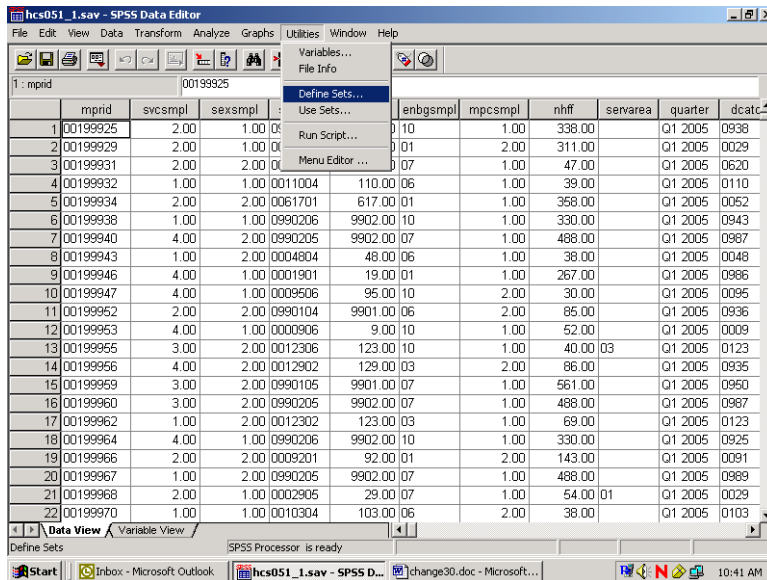 hcs051_1.sav - SPSS Data Editor
File Edit View Data Transform Analyze Graphs Utilities Window Help
Variables...
File Info
Define Sets...
Use Sets...
Run Script...
Menu Editor ...
1 : mprid 00199925
mprid svcsmpl sexsmpl enbgsmpl mpcsmpl nhff servarea quarter dcatc
1 00199925 2.00 1.00 10 1.00 338.00 Q1 2005 0938
2 00199929 2.00 1.00 01 2.00 311.00 Q1 2005 0029
3 00199931 2.00 2.00 07 1.00 47.00 Q1 2005 0620
4 00199932 1.00 1.00 0011004 110.00 06 1.00 39.00 Q1 2005 0110
5 00199934 2.00 2.00 0061701 617.00 01 1.00 358.00 Q1 2005 0052
6 00199938 1.00 1.00 0990206 9902.00 10 1.00 330.00 Q1 2005 0943
7 00199940 4.00 2.00 0990205 9902.00 07 1.00 488.00 Q1 2005 0987
8 00199943 1.00 2.00 0004804 48.00 06 1.00 38.00 Q1 2005 0048
9 00199946 4.00 1.00 0001901 19.00 01 1.00 267.00 Q1 2005 0986
10 00199947 4.00 1.00 0009506 95.00 10 2.00 30.00 Q1 2005 0095
11 00199952 2.00 2.00 0990104 9901.00 06 2.00 85.00 Q1 2005 0936
12 00199953 4.00 1.00 0000906 9.00 10 1.00 52.00 Q1 2005 0009
13 00199955 3.00 2.00 0012306 123.00 10 1.00 40.00 03 Q1 2005 0123
14 00199956 4.00 2.00 0012902 129.00 03 2.00 86.00 Q1 2005 0935
15 00199959 3.00 2.00 0990105 9901.00 07 1.00 561.00 Q1 2005 0950
16 00199960 3.00 2.00 0990205 9902.00 07 1.00 488.00 Q1 2005 0987
17 00199962 1.00 2.00 0012302 123.00 03 1.00 69.00 Q1 2005 0123
18 00199964 4.00 1.00 0990206 9902.00 10 1.00 330.00 Q1 2005 0925
19 00199966 2.00 2.00 0009201 92.00 01 2.00 143.00 Q1 2005 0091
20 00199967 1.00 2.00 0990205 9902.00 07 1.00 488.00 Q1 2005 0989
21 00199968 2.00 1.00 0002905 29.00 07 1.00 54.00 01 Q1 2005 0029
22 00199970 1.00 1.00 0010304 103.00 06 2.00 38.00 Q1 2005 0103
Data View Variable View
Define Sets SPSS Processor is ready
Start Inbox - Microsoft Outlook hcs051_1.sav - SPSS D... change30.doc - Microsoft... 10:41 AM